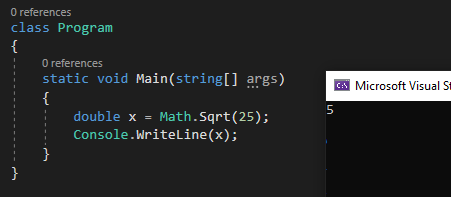 0 references
class Program
{
0 references
static void Main(string[] args)
{
double x = Math.Sqrt(25);
Console.WriteLine(x);
}
}
Microsoft Visual St
5